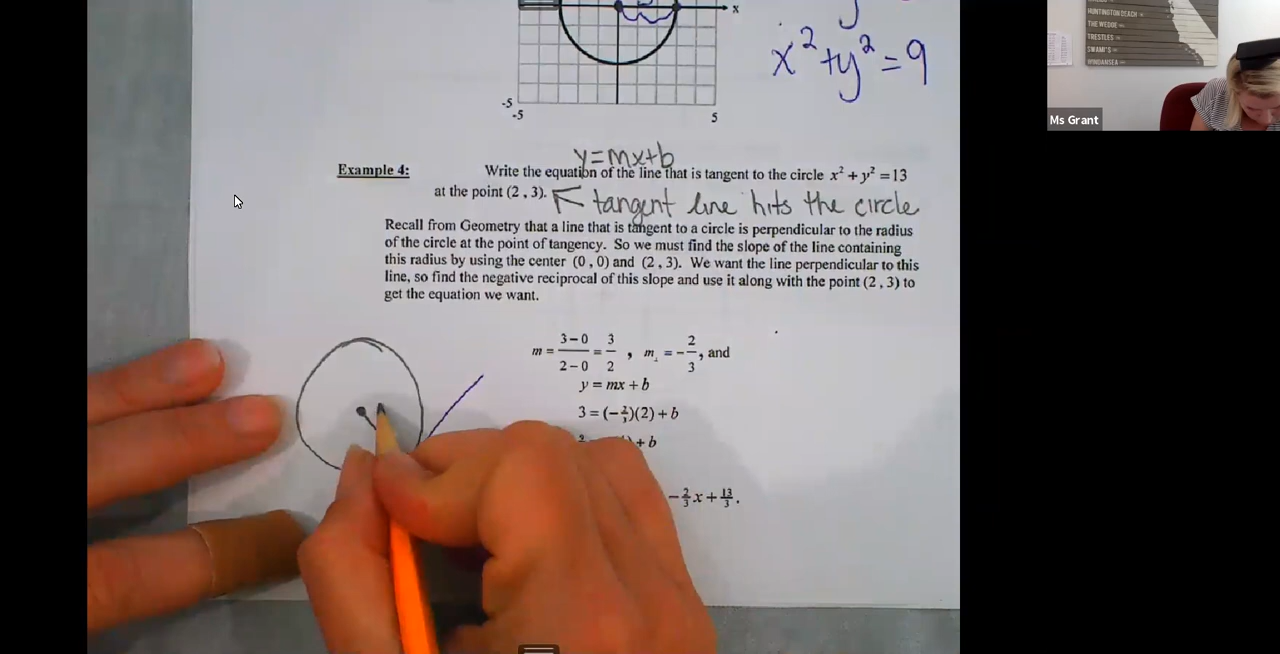 HUNTINGTON BEACH
THE WEDGE
TRESTLES
SWAMI'S
WINDANSEA
x
y
x² + y² = 9
-5
-5
5
Ms Grant
y=mx+b
Example 4: Write the equation of the line that is tangent to the circle x² + y² = 13
at the point (2 , 3). tangent line hits the circle
Recall from Geometry that a line that is tangent to a circle is perpendicular to the radius
of the circle at the point of tangency. So we must find the slope of the line containing
this radius by using the center (0 , 0) and (2 , 3). We want the line perpendicular to this
line, so find the negative reciprocal of this slope and use it along with the point (2 , 3) to
get the equation we want.
m = (3−0)/(2−0) = 3/2 , m⊥ = −2/3, and
y = mx + b
3 = (−2/3)(2) + b
+ b
−2/3 x + 13/3 .